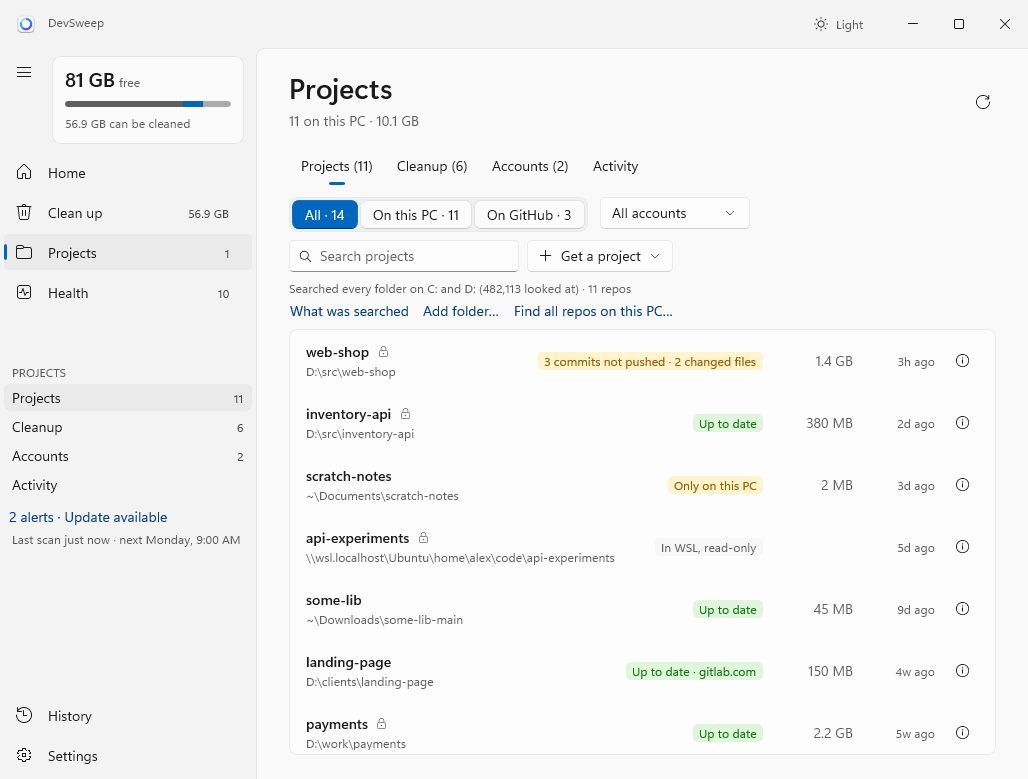 DevSweep
Light
81 GB free
56.9 GB can be cleaned
Home
Clean up 56.9 GB
Projects 1
Health 10
PROJECTS
Projects 11
Cleanup 6
Accounts 2
Activity
2 alerts · Update available
Last scan just now · next Monday, 9:00 AM
History
Settings
Projects
11 on this PC · 10.1 GB
Projects (11) Cleanup (6) Accounts (2) Activity
All · 14 On this PC · 11 On GitHub · 3 All accounts
Search projects Get a project
Searched every folder on C: and D: (482,113 looked at) · 11 repos
What was searched Add folder... Find all repos on this PC...
web-shop 3 commits not pushed · 2 changed files 1.4 GB 3h ago
D:\src\web-shop
inventory-api Up to date 380 MB 2d ago
D:\src\inventory-api
scratch-notes Only on this PC 2 MB 3d ago
~\Documents\scratch-notes
api-experiments In WSL, read-only 5d ago
\\wsl.localhost\Ubuntu\home\alex\code\api-experiments
some-lib Up to date 45 MB 9d ago
~\Downloads\some-lib-main
landing-page Up to date · gitlab.com 150 MB 4w ago
D:\clients\landing-page
payments Up to date 2.2 GB 5w ago
D:\work\payments